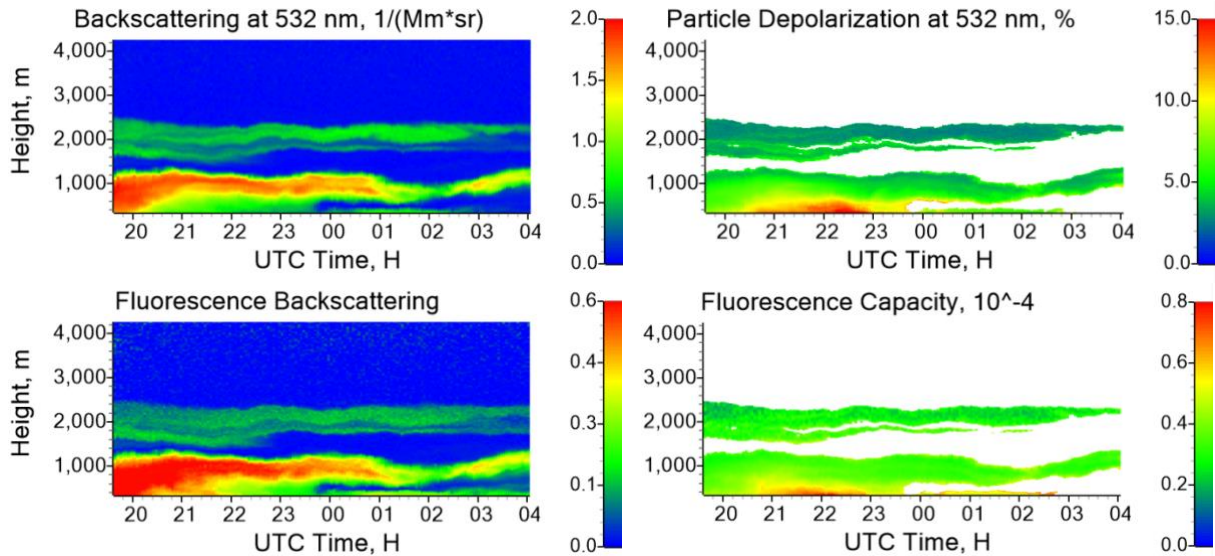 Backscattering at 532 nm, 1/(Mm*sr)
Height, m
4,000
3,000
2,000
1,000
20 21 22 23 00 01 02 03 04
UTC Time, H
2.0
1.5
1.0
0.5
0.0
Particle Depolarization at 532 nm, %
4,000
3,000
2,000
1,000
20 21 22 23 00 01 02 03 04
UTC Time, H
15.0
10.0
5.0
0.0
Fluorescence Backscattering
Height, m
4,000
3,000
2,000
1,000
20 21 22 23 00 01 02 03 04
UTC Time, H
0.6
0.4
0.3
0.1
0.0
Fluorescence Capacity, 10^-4
4,000
3,000
2,000
1,000
20 21 22 23 00 01 02 03 04
UTC Time, H
0.8
0.6
0.4
0.2
0.0